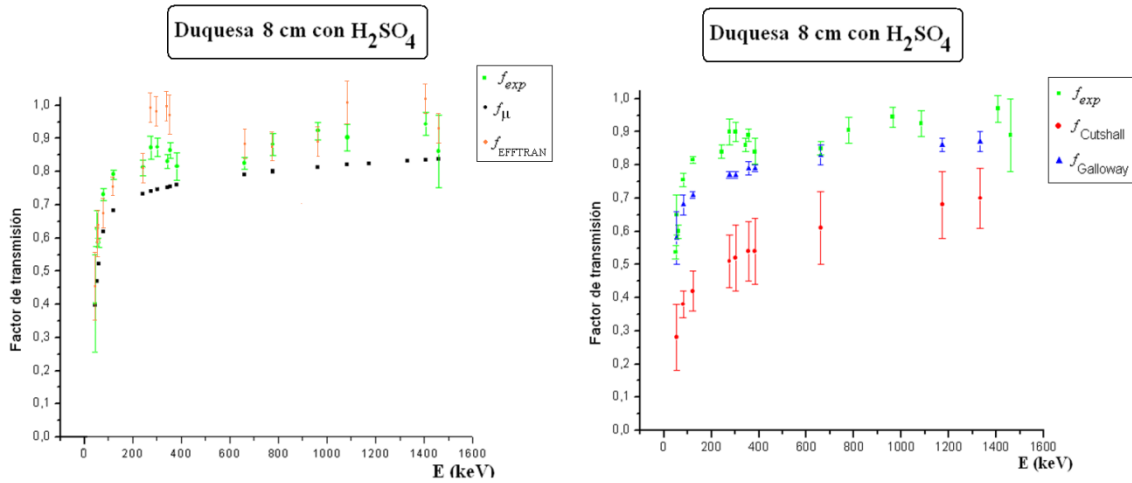 Duquesa 8 cm con H₂SO₄
f_exp
f_μ
f_EFFTRAN
1,0
0,9
0,8
0,7
0,6
0,5
0,4
0,3
0,2
0,1
0,0
Factor de transmisión
0 200 400 600 800 1000 1200 1400 1600
E (keV)
Duquesa 8 cm con H₂SO₄
f_exp
f_Cutshall
f_Galloway
1,0
0,9
0,8
0,7
0,6
0,5
0,4
0,3
0,2
0,1
0,0
Factor de transmisión
0 200 400 600 800 1000 1200 1400 1600
E (keV)